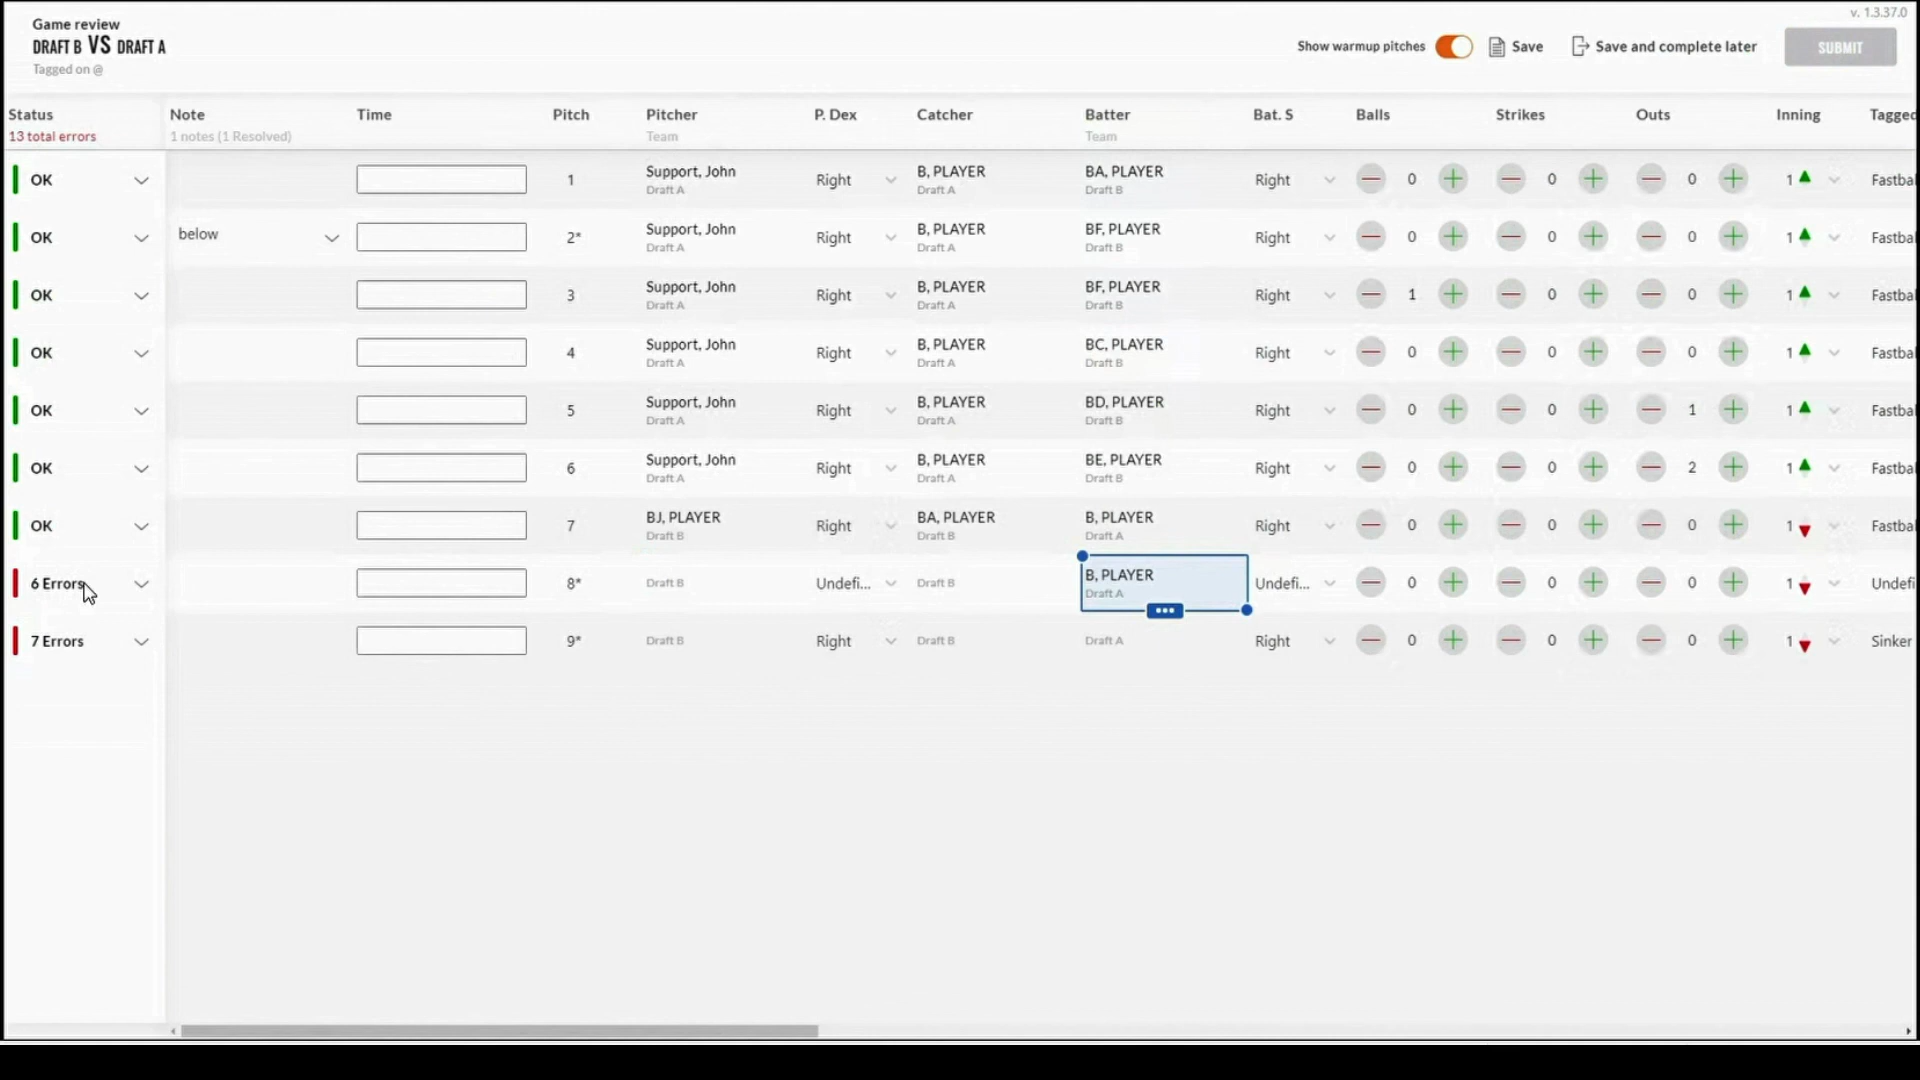 v. 1.3.37.0
Game review
DRAFT B VS DRAFT A
Tagged on @
Show warmup pitches Save Save and complete later SUBMIT
Status Note Time Pitch Pitcher P. Dex Catcher Batter Bat. S Balls Strikes Outs Inning Tagged
13 total errors 1 notes (1 Resolved) Team Team
OK 1 Support, John Right B, PLAYER BA, PLAYER Right 0 0 0 1 Fastbal
Draft A Draft A Draft B
OK below 2* Support, John Right B, PLAYER BF, PLAYER Right 0 0 0 1 Fastbal
Draft A Draft A Draft B
OK 3 Support, John Right B, PLAYER BF, PLAYER Right 1 0 0 1 Fastbal
Draft A Draft A Draft B
OK 4 Support, John Right B, PLAYER BC, PLAYER Right 0 0 0 1 Fastbal
Draft A Draft A Draft B
OK 5 Support, John Right B, PLAYER BD, PLAYER Right 0 0 1 1 Fastbal
Draft A Draft A Draft B
OK 6 Support, John Right B, PLAYER BE, PLAYER Right 0 0 2 1 Fastbal
Draft A Draft A Draft B
OK 7 BJ, PLAYER Right BA, PLAYER B, PLAYER Right 0 0 0 1 Fastbal
Draft B Draft B Draft A
6 Errors 8* Draft B Undefi... Draft B B, PLAYER Undefi... 0 0 0 1 Undefi
Draft A
7 Errors 9* Draft B Right Draft B Draft A Right 0 0 0 1 Sinker